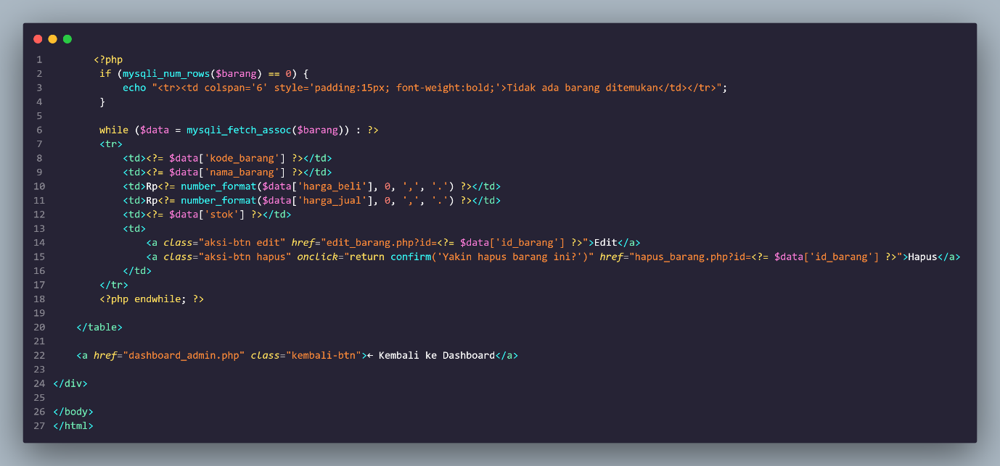 1 <?php
2 if (mysqli_num_rows($barang) == 0) {
3 echo "<tr><td colspan='6' style='padding:15px; font-weight:bold;'>Tidak ada barang ditemukan</td></tr>";
4 }
5
6 while ($data = mysqli_fetch_assoc($barang)) : ?>
7 <tr>
8 <td><?= $data['kode_barang'] ?></td>
9 <td><?= $data['nama_barang'] ?></td>
10 <td>Rp<?= number_format($data['harga_beli'], 0, ',', '.') ?></td>
11 <td>Rp<?= number_format($data['harga_jual'], 0, ',', '.') ?></td>
12 <td><?= $data['stok'] ?></td>
13 <td>
14 <a class="aksi-btn edit" href="edit_barang.php?id=<?= $data['id_barang'] ?>">Edit</a>
15 <a class="aksi-btn hapus" onclick="return confirm('Yakin hapus barang ini?')" href="hapus_barang.php?id=<?= $data['id_barang'] ?>">Hapus</a>
16 </td>
17 </tr>
18 <?php endwhile; ?>
19
20 </table>
21
22 <a href="dashboard_admin.php" class="kembali-btn">← Kembali ke Dashboard</a>
23
24 </div>
25
26 </body>
27 </html>